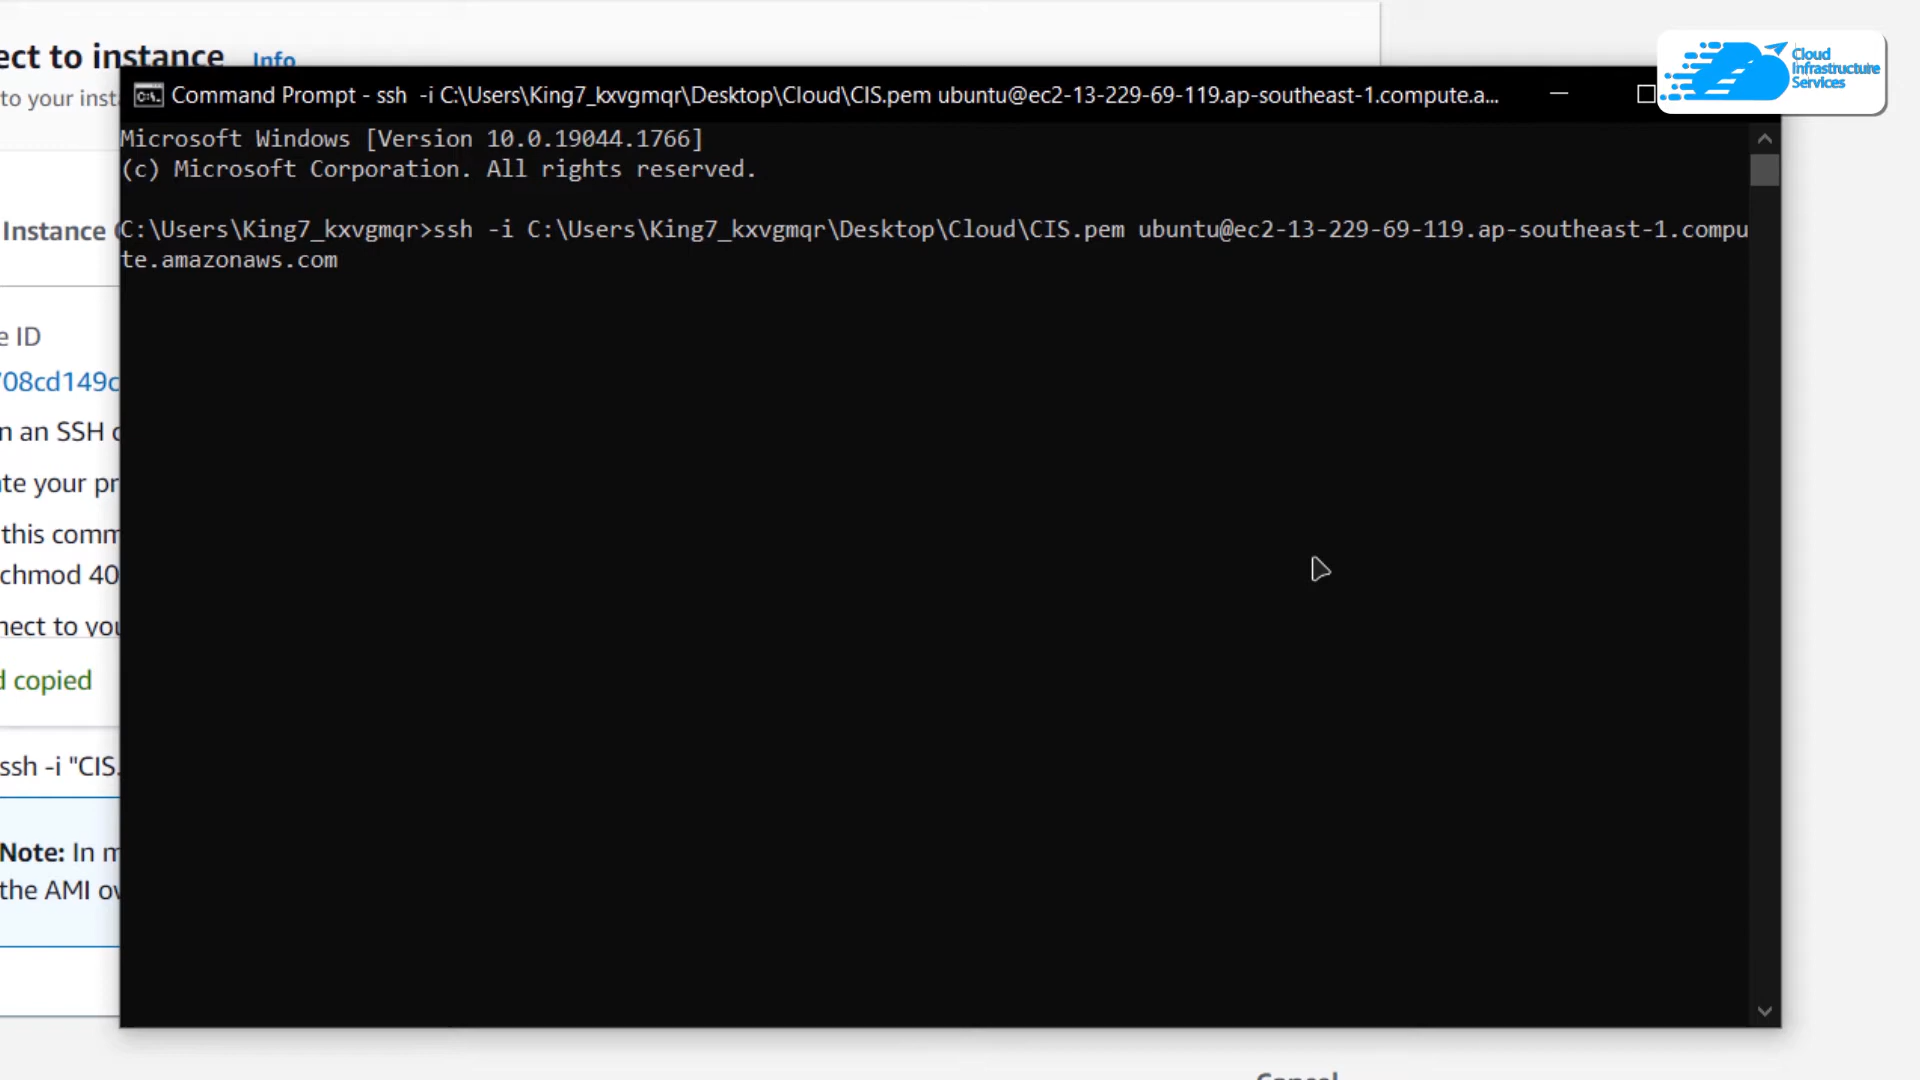 ect to instance Info
to your inst
Command Prompt - ssh -i C:\Users\King7_kxvgmqr\Desktop\Cloud\CIS.pem ubuntu@ec2-13-229-69-119.ap-southeast-1.compute.a...
Cloud
Infrastructure
Services
Microsoft Windows [Version 10.0.19044.1766]
(c) Microsoft Corporation. All rights reserved.
Instance
C:\Users\King7_kxvgmqr>ssh -i C:\Users\King7_kxvgmqr\Desktop\Cloud\CIS.pem ubuntu@ec2-13-229-69-119.ap-southeast-1.compu
te.amazonaws.com
e ID
708cd149c
n an SSH c
ate your pr
this comm
chmod 40
nect to you
d copied
ssh -i "CIS.
Note: In m
the AMI ow
Cancel